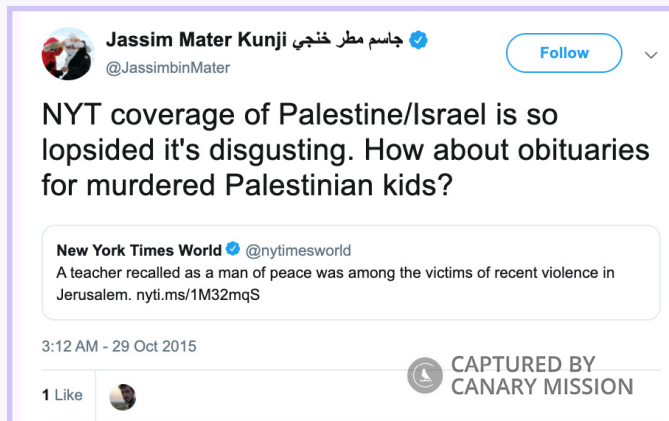 Jassim Mater Kunji جاسم مطر خنجي
@JassimbinMater
Follow
NYT coverage of Palestine/Israel is so
lopsided it's disgusting. How about obituaries
for murdered Palestinian kids?
New York Times World @nytimesworld
A teacher recalled as a man of peace was among the victims of recent violence in
Jerusalem. nyti.ms/1M32mqS
3:12 AM - 29 Oct 2015
CAPTURED BY
CANARY MISSION
1 Like